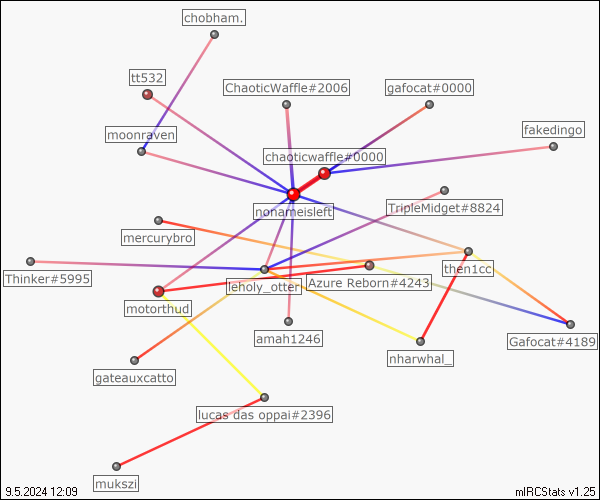 chobham.
tt532
ChaoticWaffle#2006
gafocat#0000
moonraven
fakedingo
chaoticwaffle#0000
nonameisleft
TripleMidget#8824
mercurybro
then1cc
Thinker#5995
leholy_otter
Azure Reborn#4243
motorthud
amah1246
Gafocat#4189
nharwhal_
gateauxcatto
lucas das oppai#2396
mukszi
9.5.2024 12:09
mIRCStats v1.25